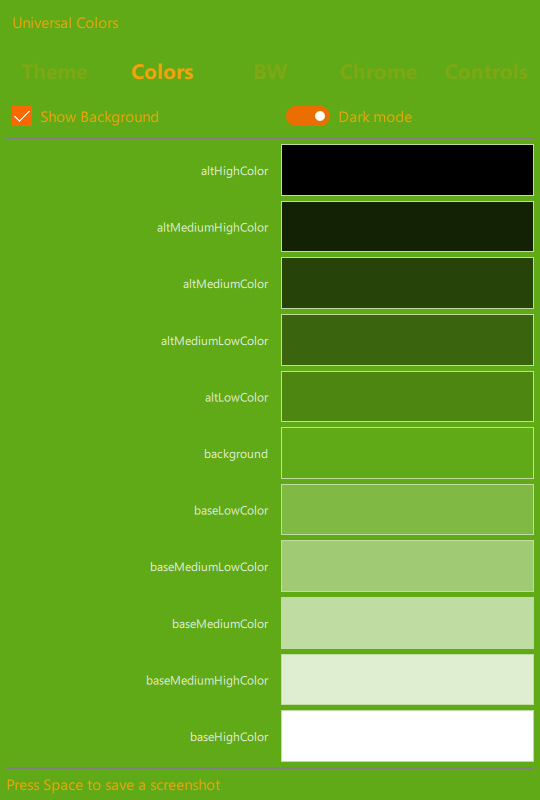 Universal Colors
Theme Colors BW Chrome Controls
Show Background Dark mode
altHighColor
altMediumHighColor
altMediumColor
altMediumLowColor
altLowColor
background
baseLowColor
baseMediumLowColor
baseMediumColor
baseMediumHighColor
baseHighColor
Press Space to save a screenshot